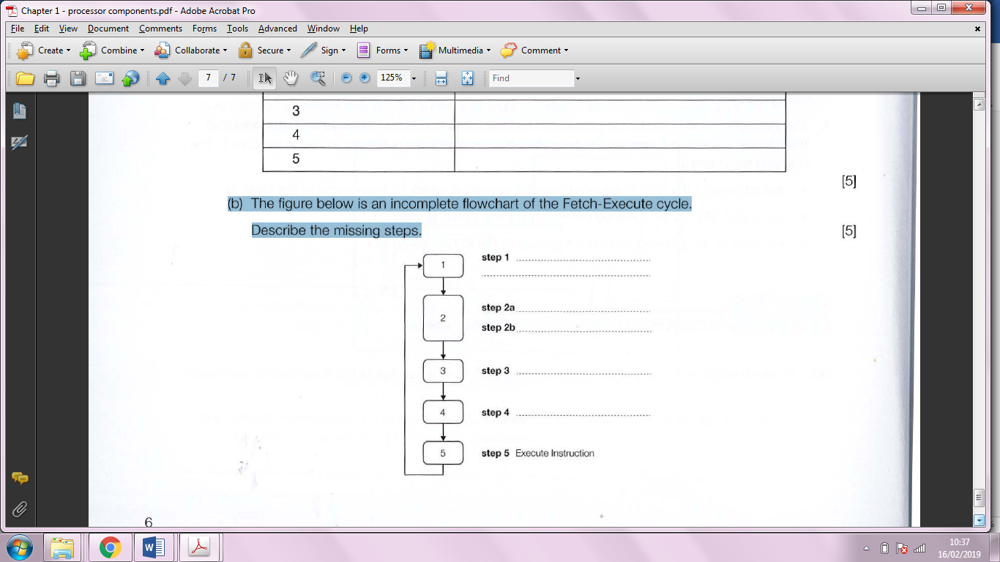 Chapter 1 - processor components.pdf - Adobe Acrobat Pro
File Edit View Document Comments Forms Tools Advanced Window Help
Create Combine Collaborate Secure Sign Forms Multimedia Comment
7 / 7 125% Find
3
4
5
[5]
(b) The figure below is an incomplete flowchart of the Fetch-Execute cycle.
Describe the missing steps. [5]
1 step 1
2 step 2a
step 2b
3 step 3
4 step 4
5 step 5 Execute Instruction
6
10:37
16/02/2019